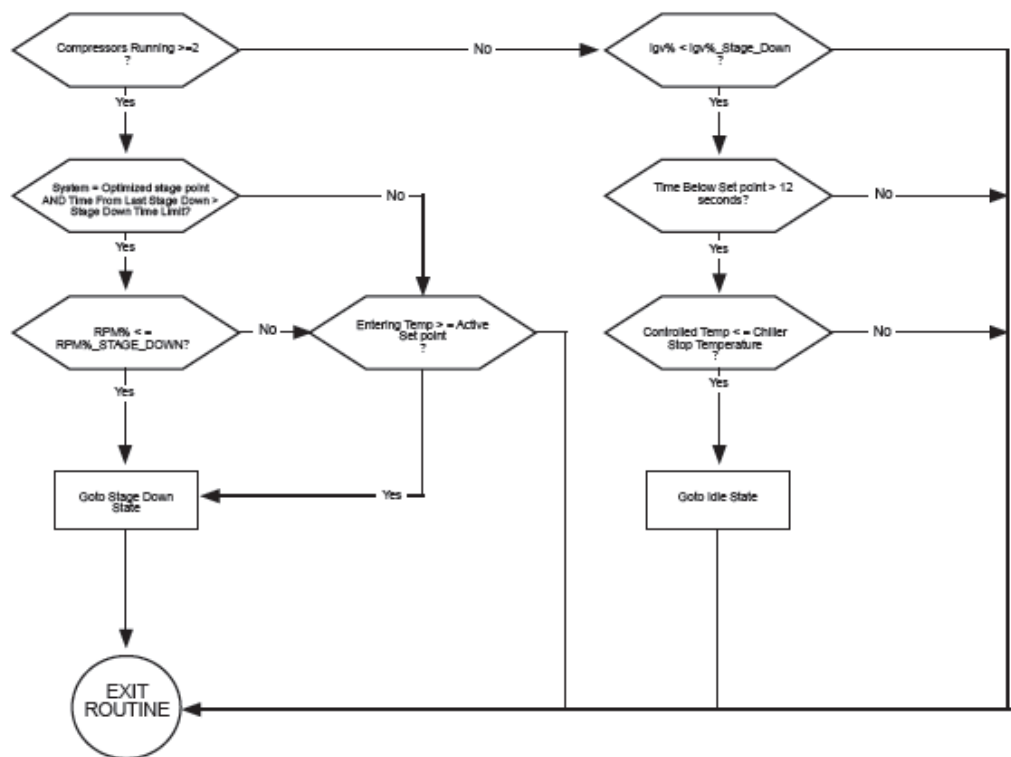 Compressors Running >=2
?
No
Igv% < Igv%_Stage_Down
?
Yes
Yes
System = Optimized stage point
AND Time From Last Stage Down >
Stage Down Time Limit?
No
Time Below Set point > 12
seconds?
No
Yes
Yes
RPM% < =
RPM%_STAGE_DOWN?
No
Entering Temp > = Active
Set point
?
Controlled Temp < = Chiller
Stop Temperature
?
No
Yes
Yes
Goto Stage Down
State
Yes
Goto Idle State
EXIT
ROUTINE